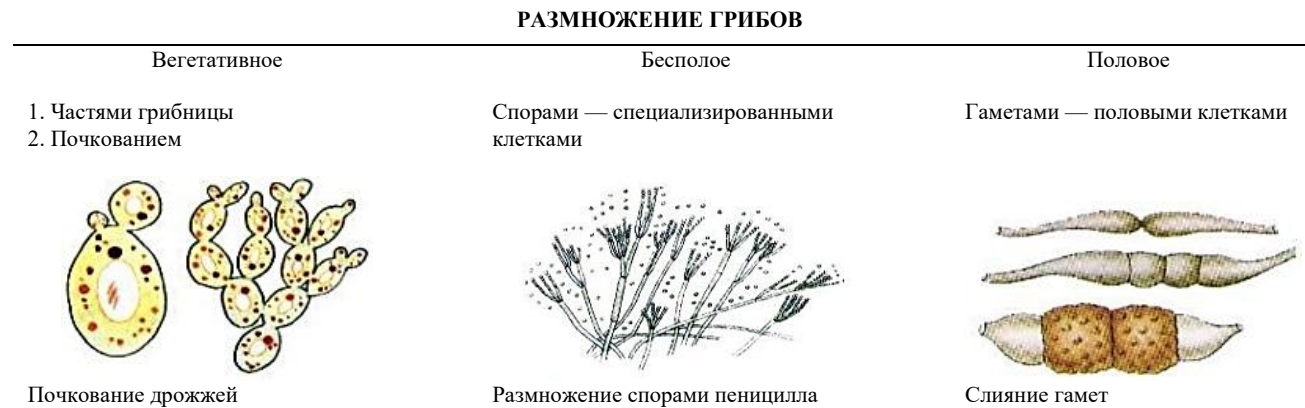 РАЗМНОЖЕНИЕ ГРИБОВ
Вегетативное
Бесполое
Половое
1. Частями грибницы
2. Почкованием
Спорами — специализированными
клетками
Гаметами — половыми клетками
Почкование дрожжей
Размножение спорами пеницилла
Слияние гамет